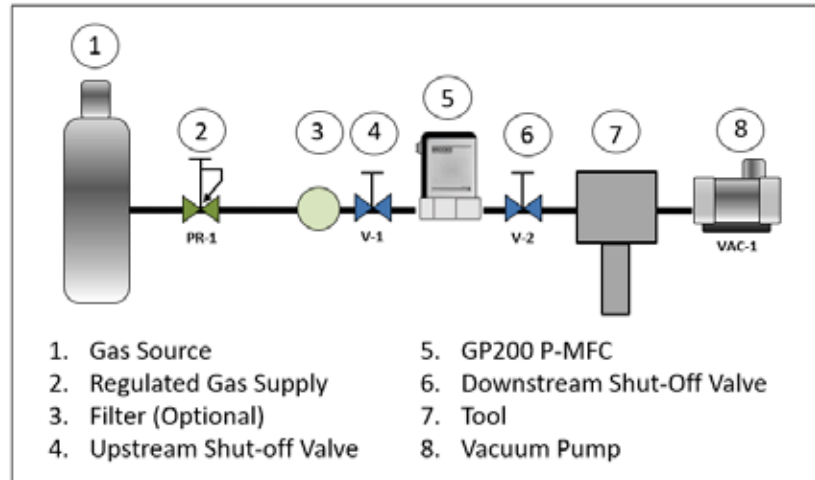 1
2
3
4
5
6
7
8
PR-1
V-1
V-2
VAC-1
1. Gas Source
2. Regulated Gas Supply
3. Filter (Optional)
4. Upstream Shut-off Valve
5. GP200 P-MFC
6. Downstream Shut-Off Valve
7. Tool
8. Vacuum Pump